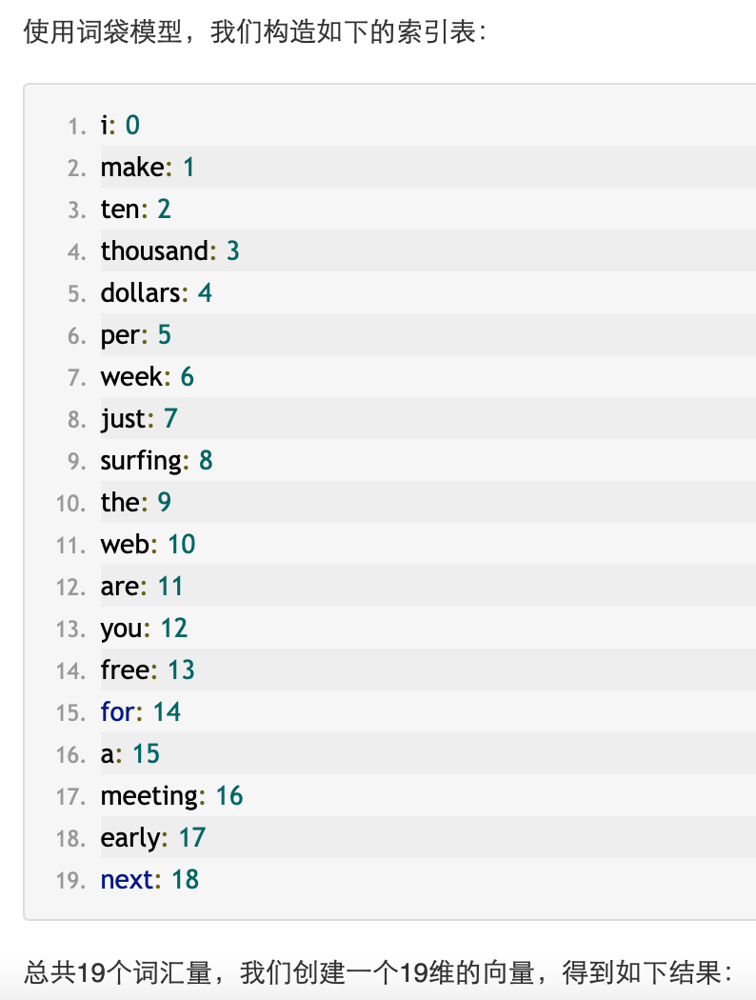 使用词袋模型，我们构造如下的索引表：
1. i: 0
2. make: 1
3. ten: 2
4. thousand: 3
5. dollars: 4
6. per: 5
7. week: 6
8. just: 7
9. surfing: 8
10. the: 9
11. web: 10
12. are: 11
13. you: 12
14. free: 13
15. for: 14
16. a: 15
17. meeting: 16
18. early: 17
19. next: 18
总共19个词汇量，我们创建一个19维的向量，得到如下结果：